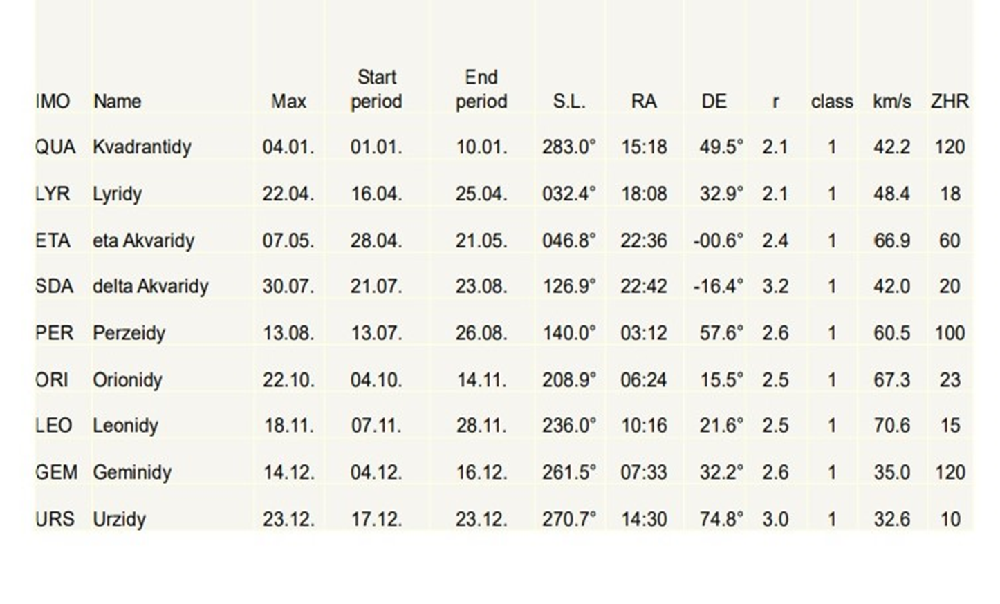 IMO Name Max Start period End period S.L. RA DE r class km/s ZHR
QUA Kvadrantidy 04.01. 01.01. 10.01. 283.0° 15:18 49.5° 2.1 1 42.2 120
LYR Lyridy 22.04. 16.04. 25.04. 032.4° 18:08 32.9° 2.1 1 48.4 18
ETA eta Akvaridy 07.05. 28.04. 21.05. 046.8° 22:36 -00.6° 2.4 1 66.9 60
SDA delta Akvaridy 30.07. 21.07. 23.08. 126.9° 22:42 -16.4° 3.2 1 42.0 20
PER Perzeidy 13.08. 13.07. 26.08. 140.0° 03:12 57.6° 2.6 1 60.5 100
ORI Orionidy 22.10. 04.10. 14.11. 208.9° 06:24 15.5° 2.5 1 67.3 23
LEO Leonidy 18.11. 07.11. 28.11. 236.0° 10:16 21.6° 2.5 1 70.6 15
GEM Geminidy 14.12. 04.12. 16.12. 261.5° 07:33 32.2° 2.6 1 35.0 120
URS Urzidy 23.12. 17.12. 23.12. 270.7° 14:30 74.8° 3.0 1 32.6 10